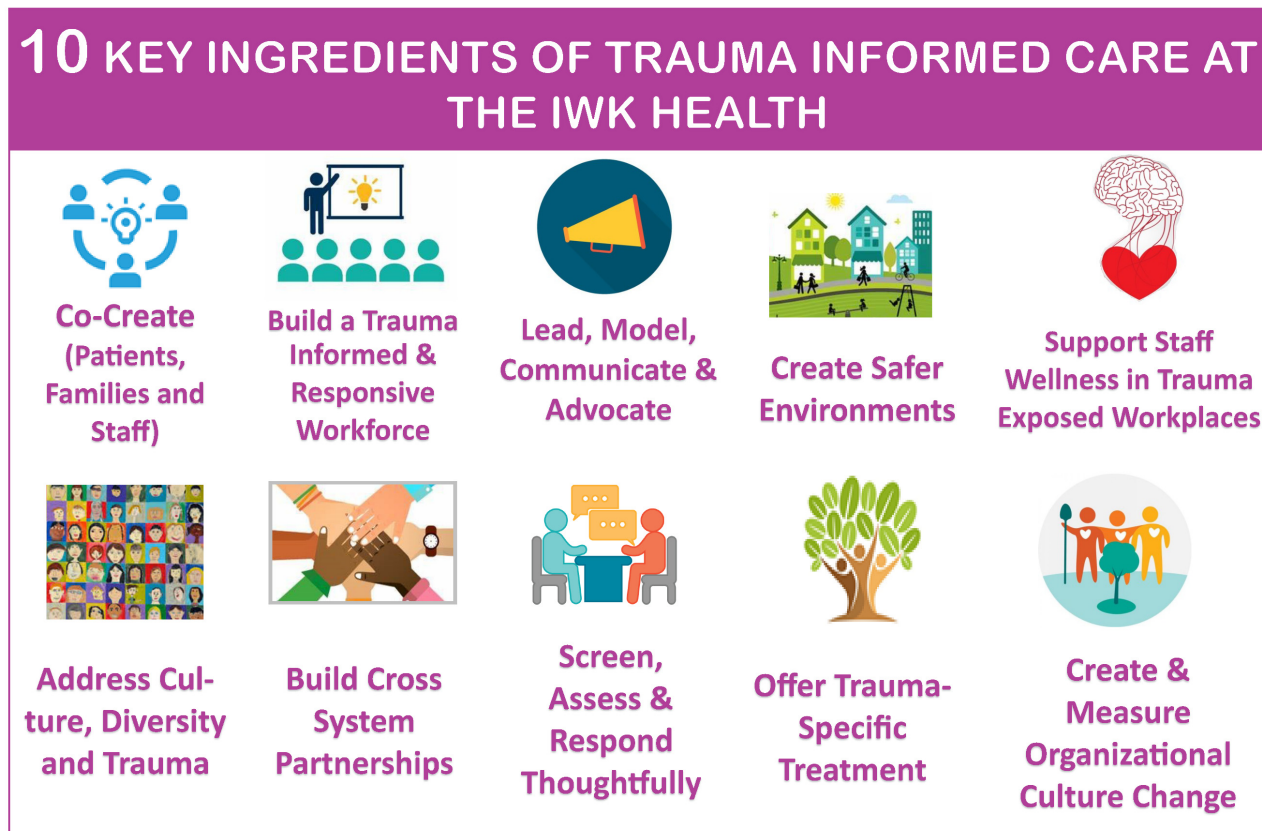 10 KEY INGREDIENTS OF TRAUMA INFORMED CARE AT
THE IWK HEALTH
Co-Create
(Patients,
Families and
Staff)
Build a Trauma
Informed &
Responsive
Workforce
Lead, Model,
Communicate &
Advocate
Create Safer
Environments
Support Staff
Wellness in Trauma
Exposed Workplaces
Address Cul-
ture, Diversity
and Trauma
Build Cross
System
Partnerships
Screen,
Assess &
Respond
Thoughtfully
Offer Trauma-
Specific
Treatment
Create &
Measure
Organizational
Culture Change